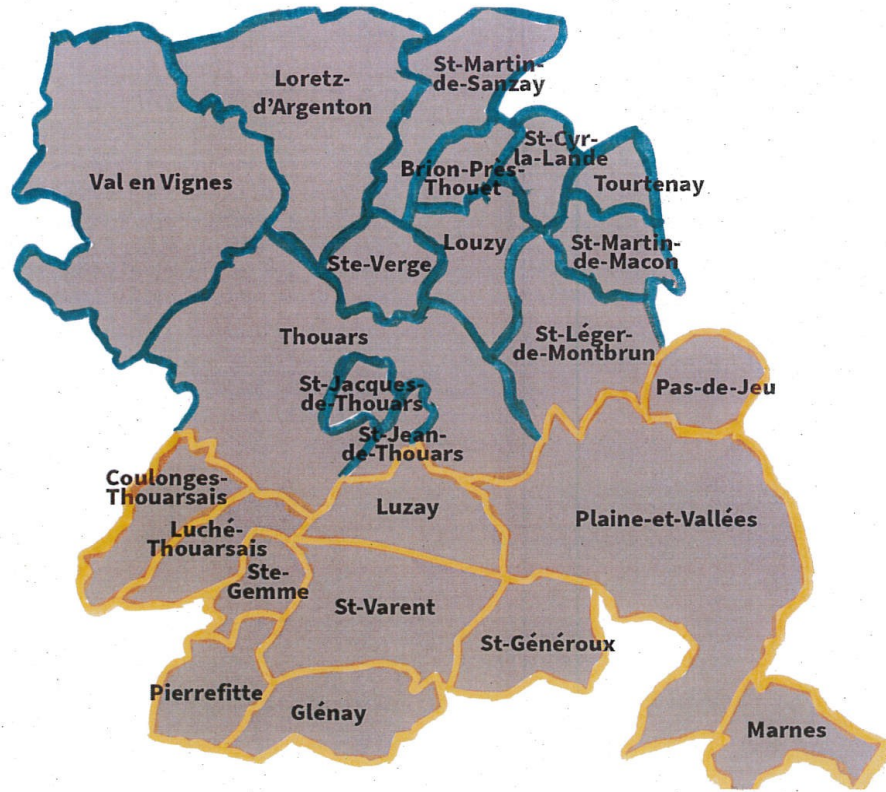 St-Martin-
de-Sanzay
Loretz-
d'Argenton
St-Cyr-
la-Lande
Brion-Près-
Thouet
Val en Vignes
Tourtenay
Louzy
St-Martin-
de-Macon
Ste-Verge
Thouars
St-Léger-
de-Montbrun
St-Jacques-
de-Thouars
Pas-de-Jeu
St-Jean-
de-Thouars
Coulonges-
Thouarsais
Luzay
Plaine-et-Vallées
Luché-
Thouarsais
Ste-
Gemme
St-Varent
St-Généroux
Pierrefitte
Glénay
Marnes